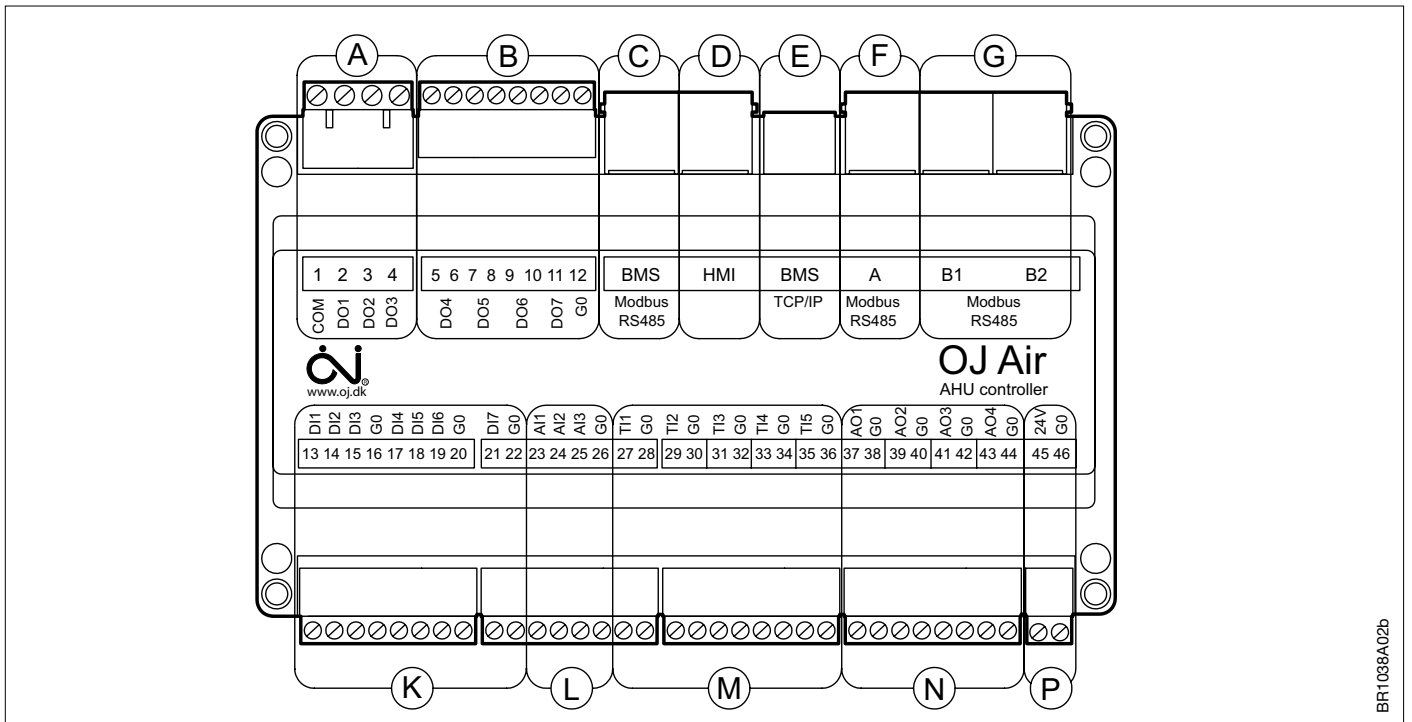 A B C D E F G
1 2 3 4 5 6 7 8 9 10 11 12 BMS HMI BMS A B1 B2
COM DO1 DO2 DO3 DO4 DO5 DO6 DO7 G0 Modbus TCP/IP Modbus Modbus
RS485 RS485 RS485
OJ
®
www.oj.dk
OJ Air
AHU controller
DI1 DI2 DI3 G0 DI4 DI5 DI6 G0 DI7 G0 AI1 AI2 AI3 G0 TI1 G0 TI2 G0 TI3 G0 TI4 G0 TI5 G0 AO1 G0 AO2 G0 AO3 G0 AO4 G0 24V G0
13 14 15 16 17 18 19 20 21 22 23 24 25 26 27 28 29 30 31 32 33 34 35 36 37 38 39 40 41 42 43 44 45 46
K L M N P
BR1038A02b